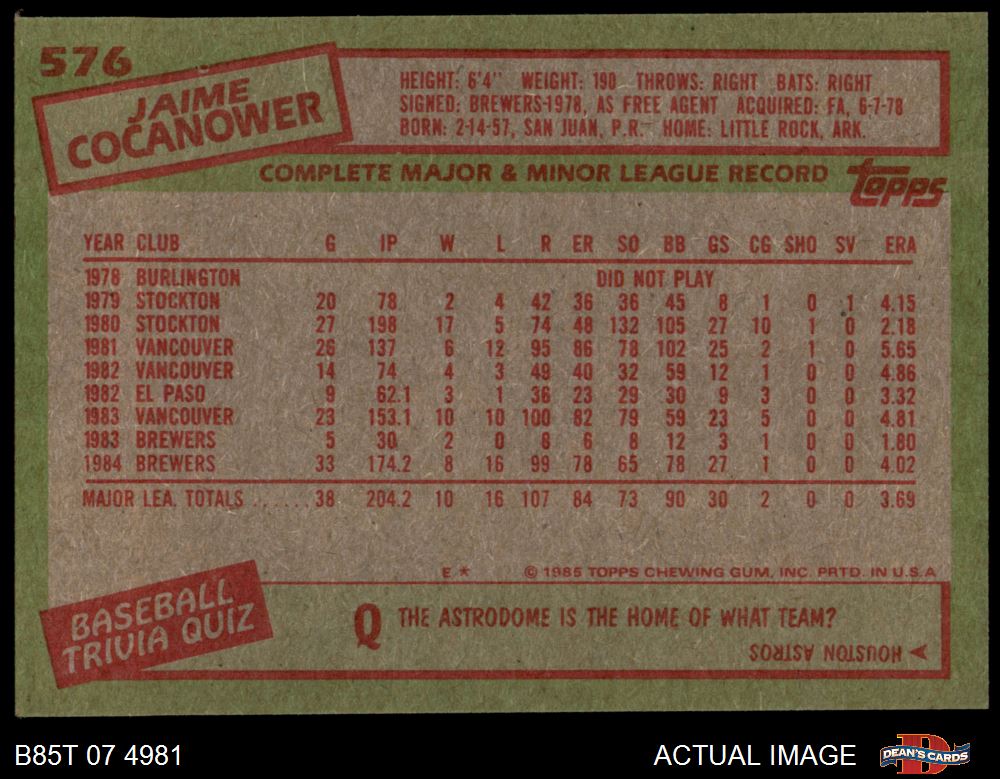 576
JAIME
COCANOWER
HEIGHT: 6'4" WEIGHT: 190 THROWS: RIGHT BATS: RIGHT
SIGNED: BREWERS-1978, AS FREE AGENT ACQUIRED: FA, 6-7-78
BORN: 2-14-57, SAN JUAN, P.R. HOME: LITTLE ROCK, ARK.
COMPLETE MAJOR & MINOR LEAGUE RECORD
topps
YEAR CLUB G IP W L R ER SO BB GS CG SHO SV ERA
1978 BURLINGTON DID NOT PLAY
1979 STOCKTON 20 78 2 4 42 36 36 45 8 1 0 1 4.15
1980 STOCKTON 27 198 17 5 74 48 132 105 27 10 1 0 2.18
1981 VANCOUVER 26 137 6 12 95 86 78 102 25 2 1 0 5.65
1982 VANCOUVER 14 74 4 3 49 40 32 59 12 1 0 0 4.86
1982 EL PASO 9 62.1 3 1 36 23 29 30 9 3 0 0 3.32
1983 VANCOUVER 23 153.1 10 10 100 82 79 59 23 5 0 0 4.81
1983 BREWERS 5 30 2 0 8 6 8 12 3 1 0 0 1.80
1984 BREWERS 33 174.2 8 16 99 78 65 78 27 1 0 0 4.02
MAJOR LEA. TOTALS ...... 38 204.2 10 16 107 84 73 90 30 2 0 0 3.69
E * © 1985 TOPPS CHEWING GUM, INC. PRTD. IN U.S.A
BASEBALL
TRIVIA QUIZ
Q THE ASTRODOME IS THE HOME OF WHAT TEAM?
HOUSTON ASTROS
B85T 07 4981
ACTUAL IMAGE
D
DEAN'S CARDS